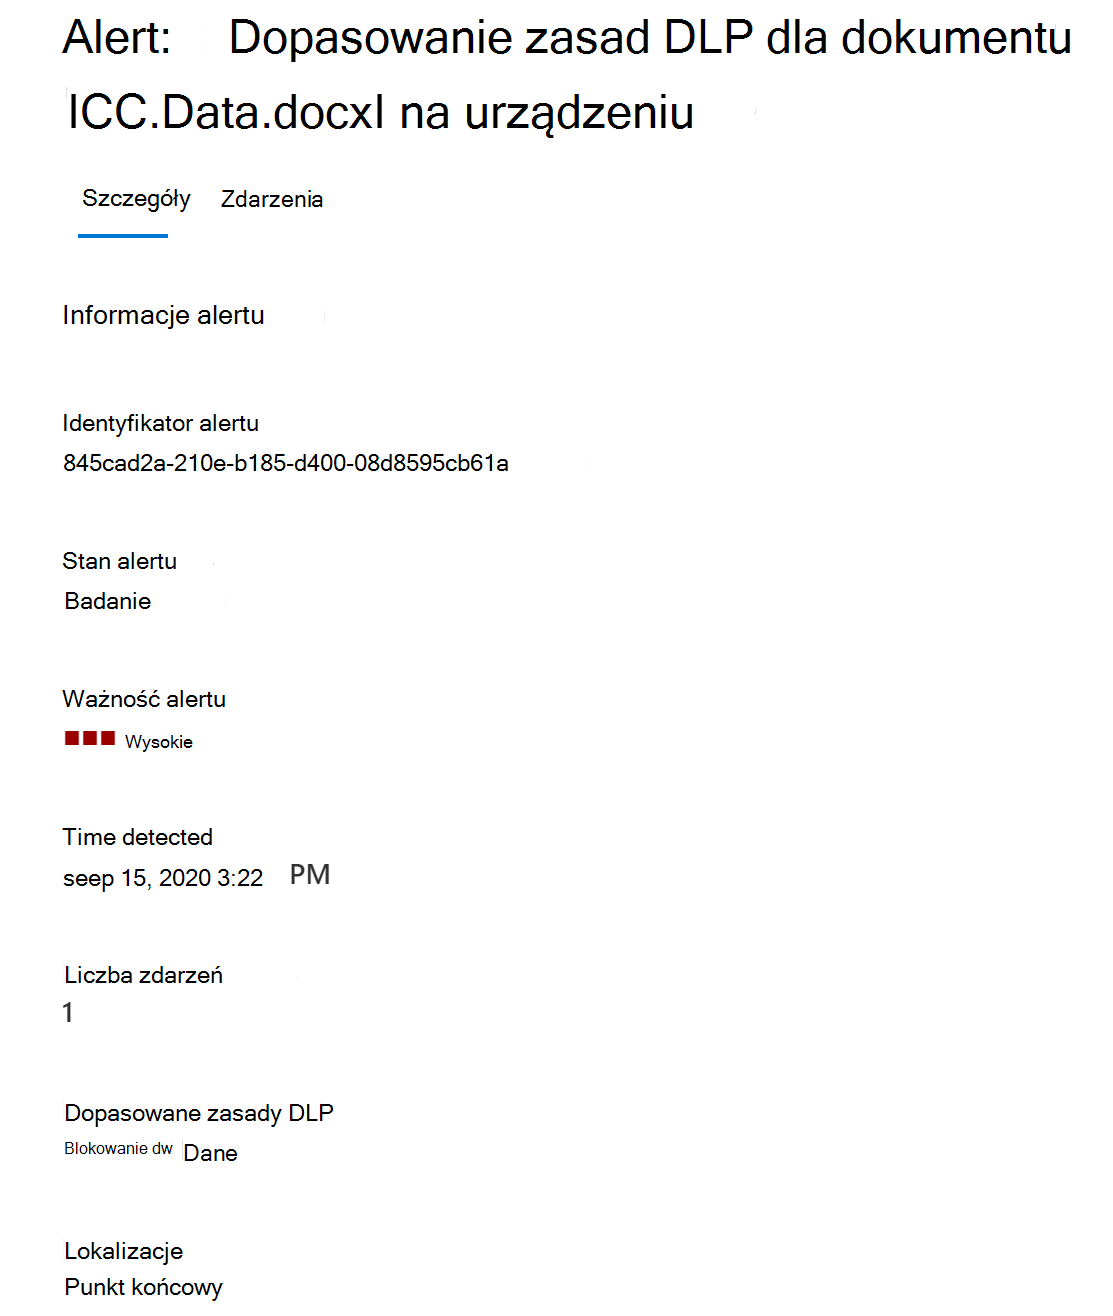 Alert: Dopasowanie zasad DLP dla dokumentu
ICC.Data.docxl na urządzeniu
Szczegóły Zdarzenia
Informacje alertu
Identyfikator alertu
845cad2a-210e-b185-d400-08d8595cb61a
Stan alertu
Badanie
Ważność alertu
Wysokie
Time detected
seep 15, 2020 3:22 PM
Liczba zdarzeń
1
Dopasowane zasady DLP
Blokowanie dw Dane
Lokalizacje
Punkt końcowy